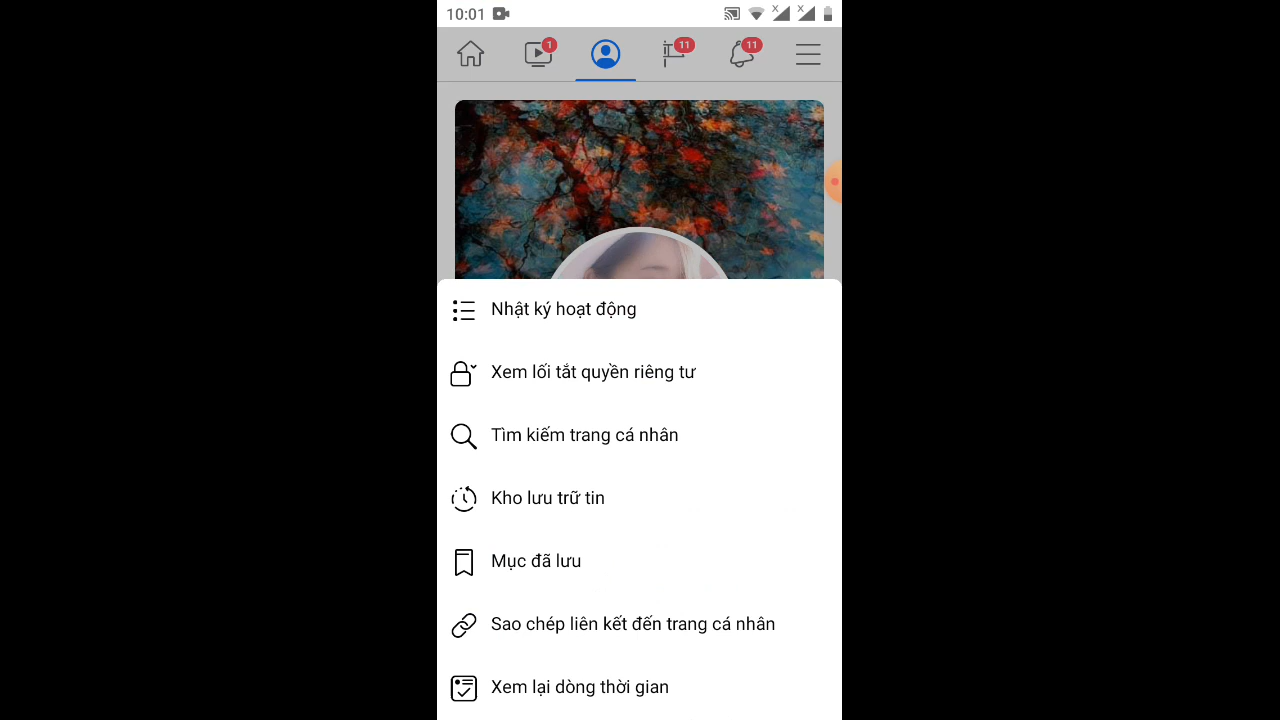 10:01
1
11
11
Nhật ký hoạt động
Xem lối tắt quyền riêng tư
Tìm kiếm trang cá nhân
Kho lưu trữ tin
Mục đã lưu
Sao chép liên kết đến trang cá nhân
Xem lại dòng thời gian